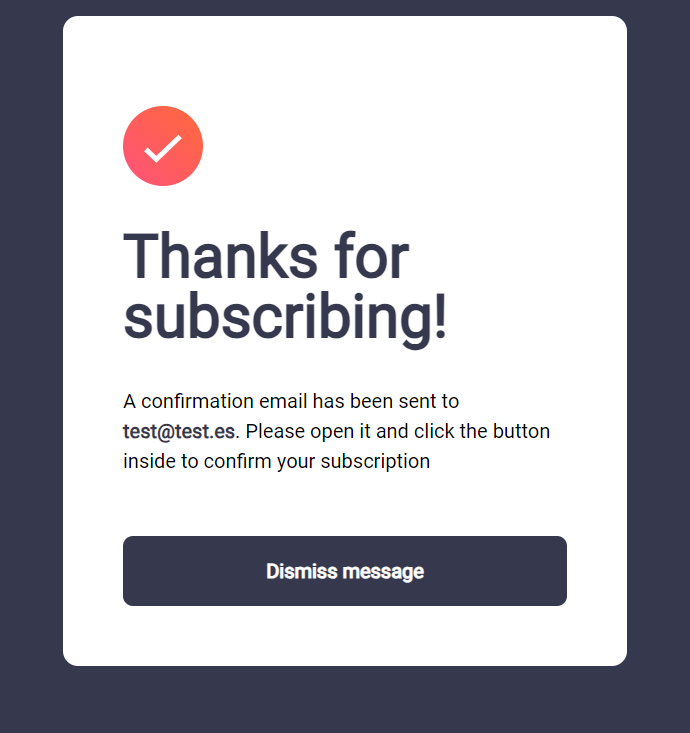 Thanks for
subscribing!
A confirmation email has been sent to
test@test.es. Please open it and click the button
inside to confirm your subscription
Dismiss message